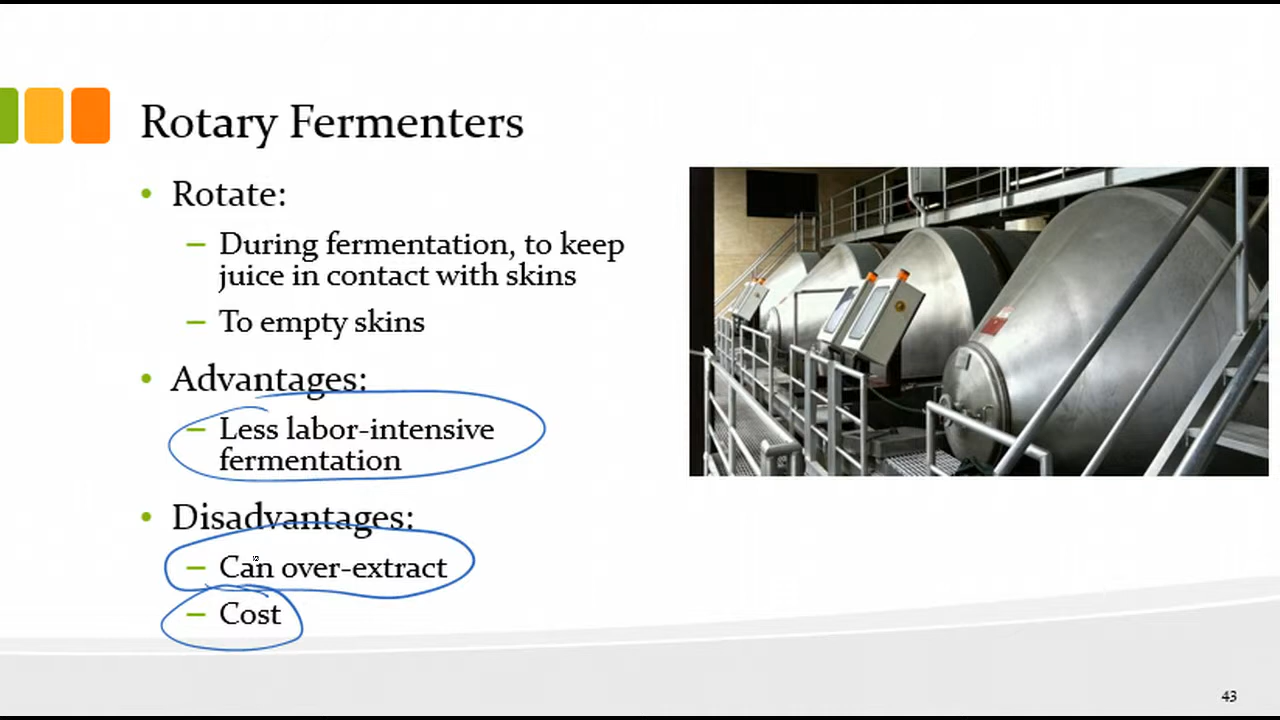 Rotary Fermenters
• Rotate:
– During fermentation, to keep
juice in contact with skins
– To empty skins
• Advantages:
– Less labor-intensive
fermentation
• Disadvantages:
– Can over-extract
– Cost
43